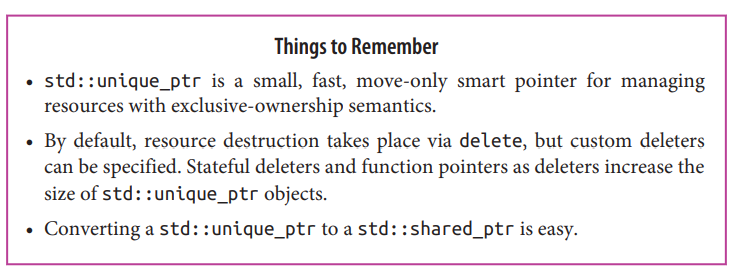 Things to Remember
• std::unique_ptr is a small, fast, move-only smart pointer for managing
resources with exclusive-ownership semantics.
• By default, resource destruction takes place via delete, but custom deleters
can be specified. Stateful deleters and function pointers as deleters increase the
size of std::unique_ptr objects.
• Converting a std::unique_ptr to a std::shared_ptr is easy.